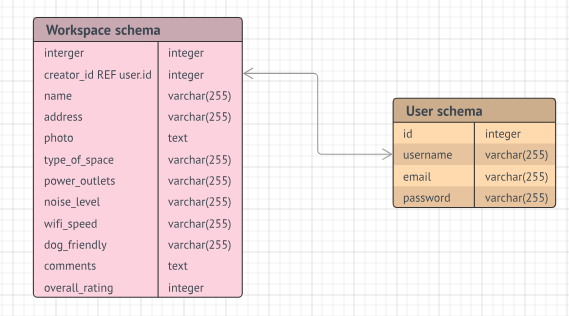 Workspace schema
interger integer
creator_id REF user.id integer
name varchar(255)
address varchar(255)
photo text
type_of_space varchar(255)
power_outlets varchar(255)
noise_level varchar(255)
wifi_speed varchar(255)
dog_friendly varchar(255)
comments text
overall_rating integer
User schema
id integer
username varchar(255)
email varchar(255)
password varchar(255)